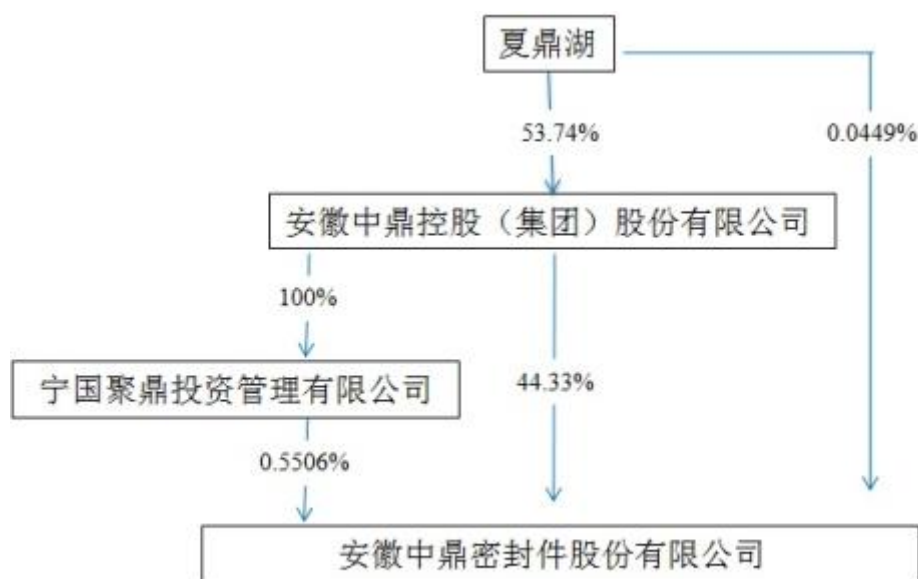 夏鼎湖
53.74%
0.0449%
安徽中鼎控股（集团）股份有限公司
100%
44.33%
宁国聚鼎投资管理有限公司
0.5506%
安徽中鼎密封件股份有限公司